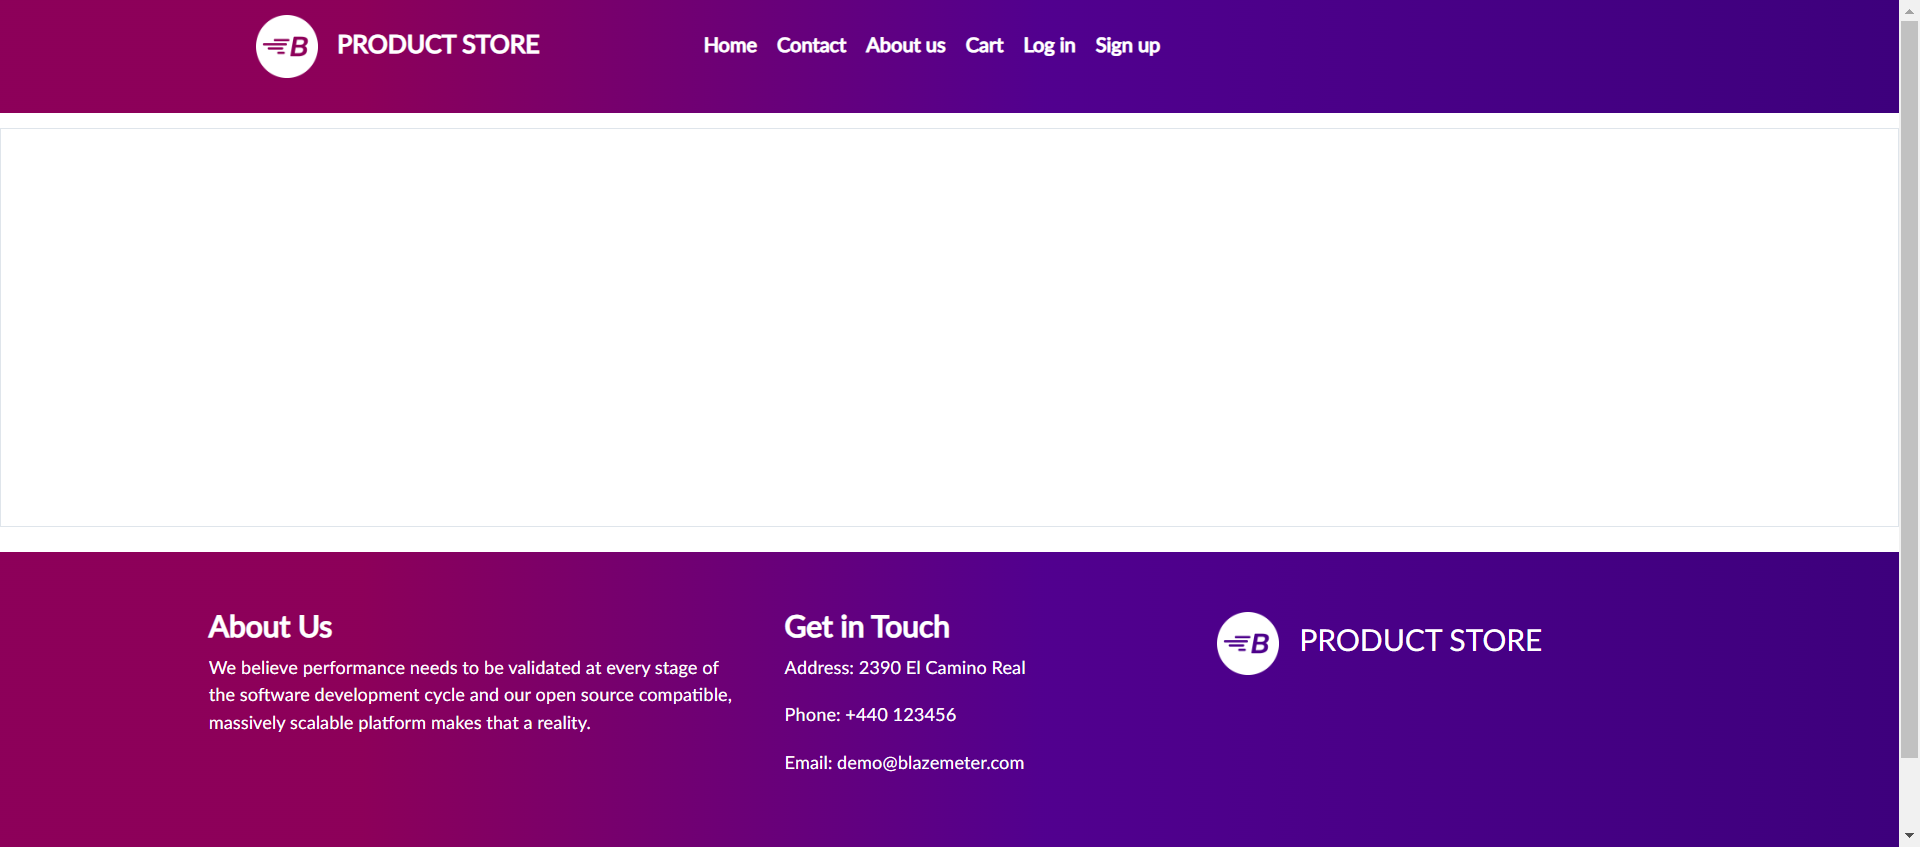 B PRODUCT STORE Home Contact About us Cart Log in Sign up
About Us
We believe performance needs to be validated at every stage of
the software development cycle and our open source compatible,
massively scalable platform makes that a reality.
Get in Touch
Address: 2390 El Camino Real
Phone: +440 123456
Email: demo@blazemeter.com
B PRODUCT STORE